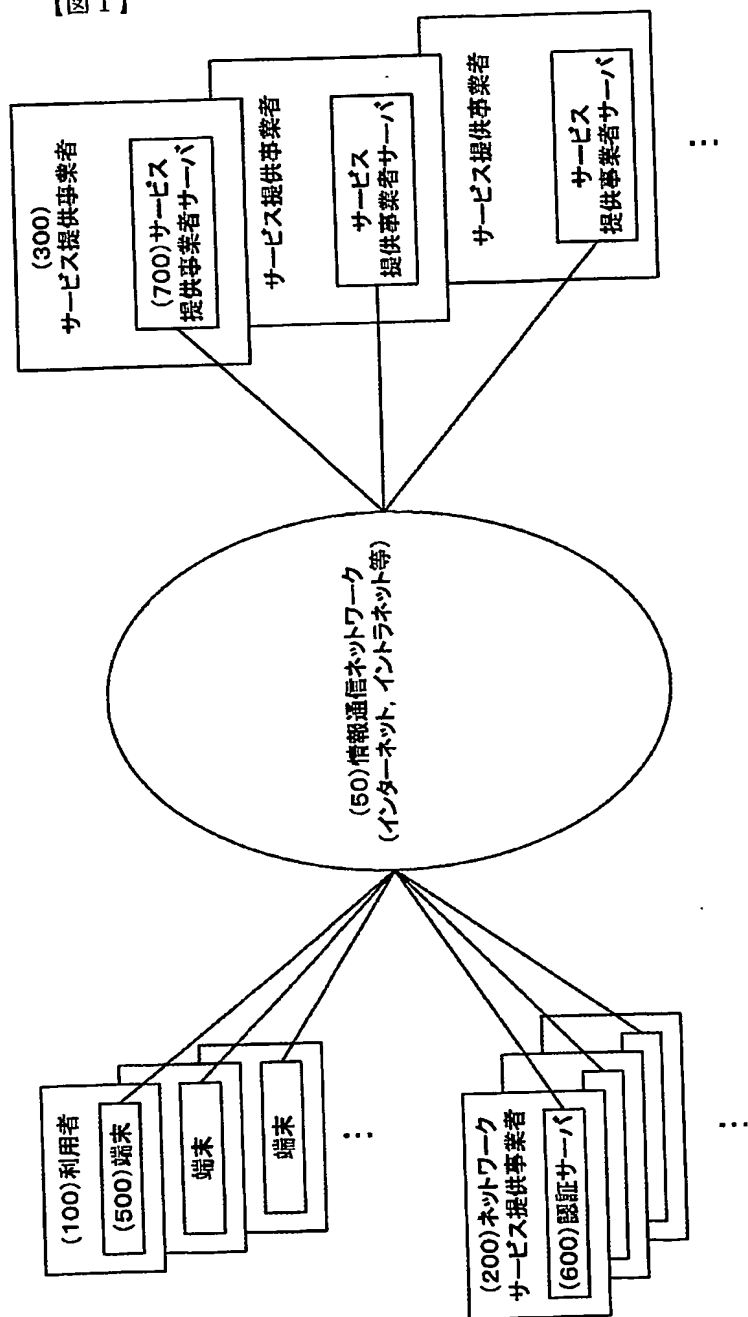 【図1】
(100)利用者
(500)端末
端末
端末
…
(200)ネットワーク
サービス提供事業者
(600)認証サーバ
…
(50)情報通信ネットワーク
(インターネット, イントラネット等)
(300)
サービス提供事業者
(700)サービス
提供事業者サーバ
サービス提供事業者
サービス
提供事業者サーバ
サービス提供事業者
サービス
提供事業者サーバ
…